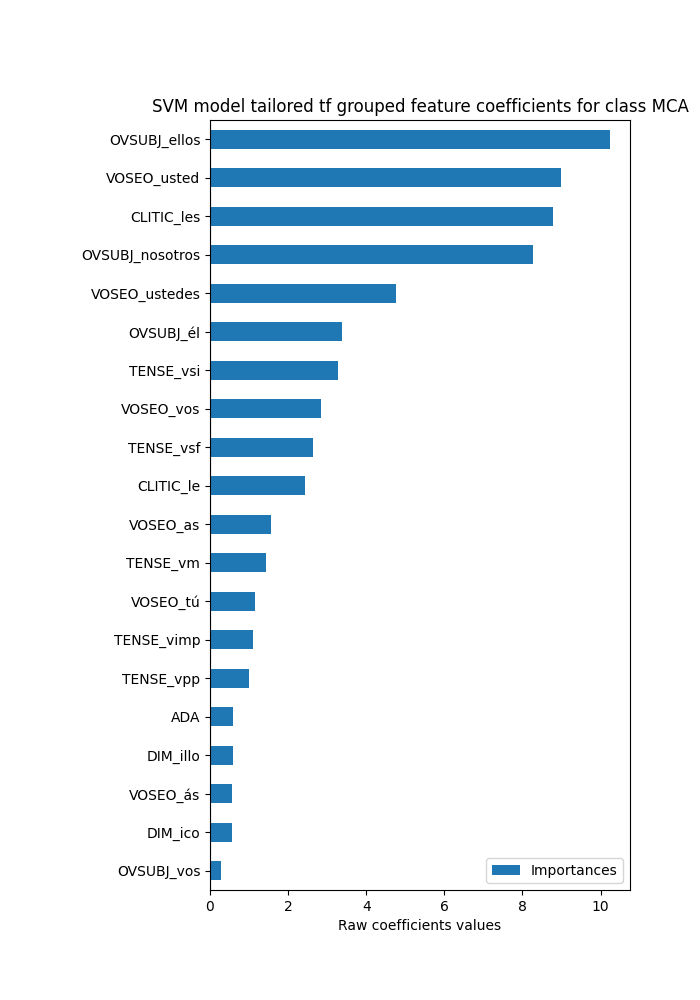 SVM model tailored tf grouped feature coefficients for class MCA
OVSUBJ_ellos
VOSEO_usted
CLITIC_les
OVSUBJ_nosotros
VOSEO_ustedes
OVSUBJ_él
TENSE_vsi
VOSEO_vos
TENSE_vsf
CLITIC_le
VOSEO_as
TENSE_vm
VOSEO_tú
TENSE_vimp
TENSE_vpp
ADA
DIM_illo
VOSEO_ás
DIM_ico
OVSUBJ_vos
Importances
0 2 4 6 8 10
Raw coefficients values